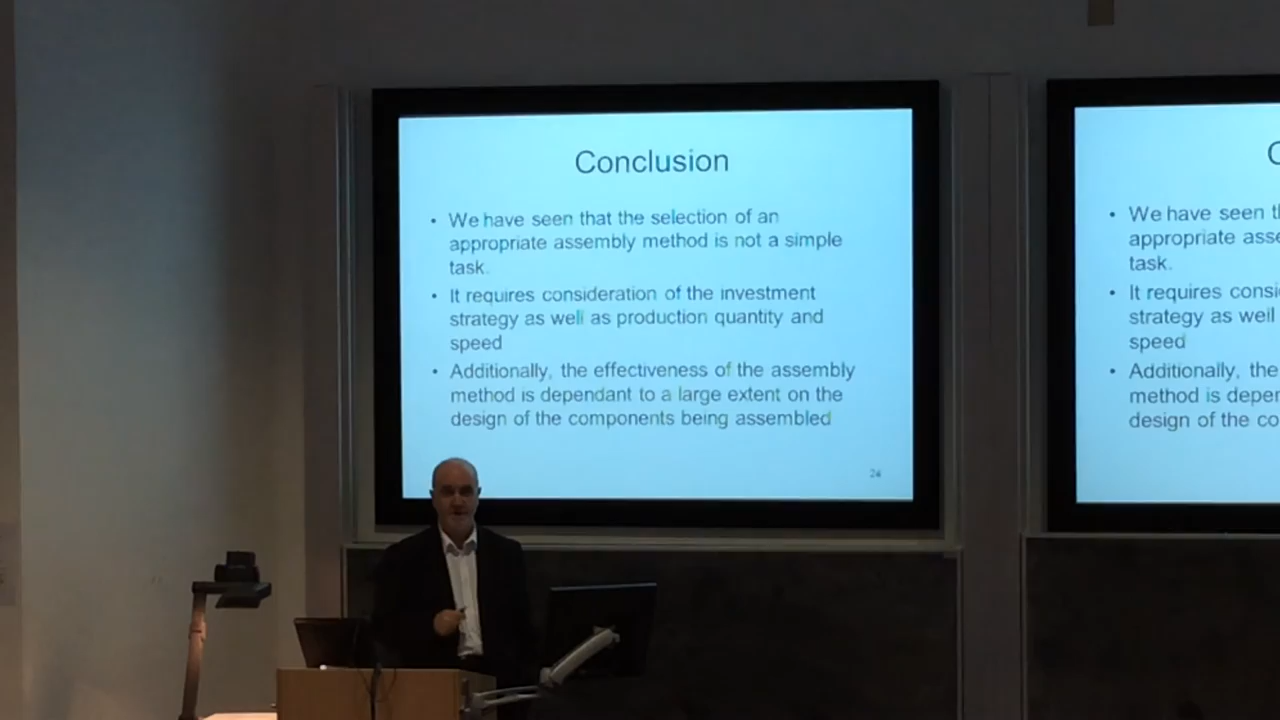 Conclusion
• We have seen that the selection of an
appropriate assembly method is not a simple
task.
• It requires consideration of the investment
strategy as well as production quantity and
speed
• Additionally, the effectiveness of the assembly
method is dependant to a large extent on the
design of the components being assembled
24
C
• We have seen t
appropriate asse
task.
• It requires consi
strategy as well
speed
• Additionally, the
method is deper
design of the co